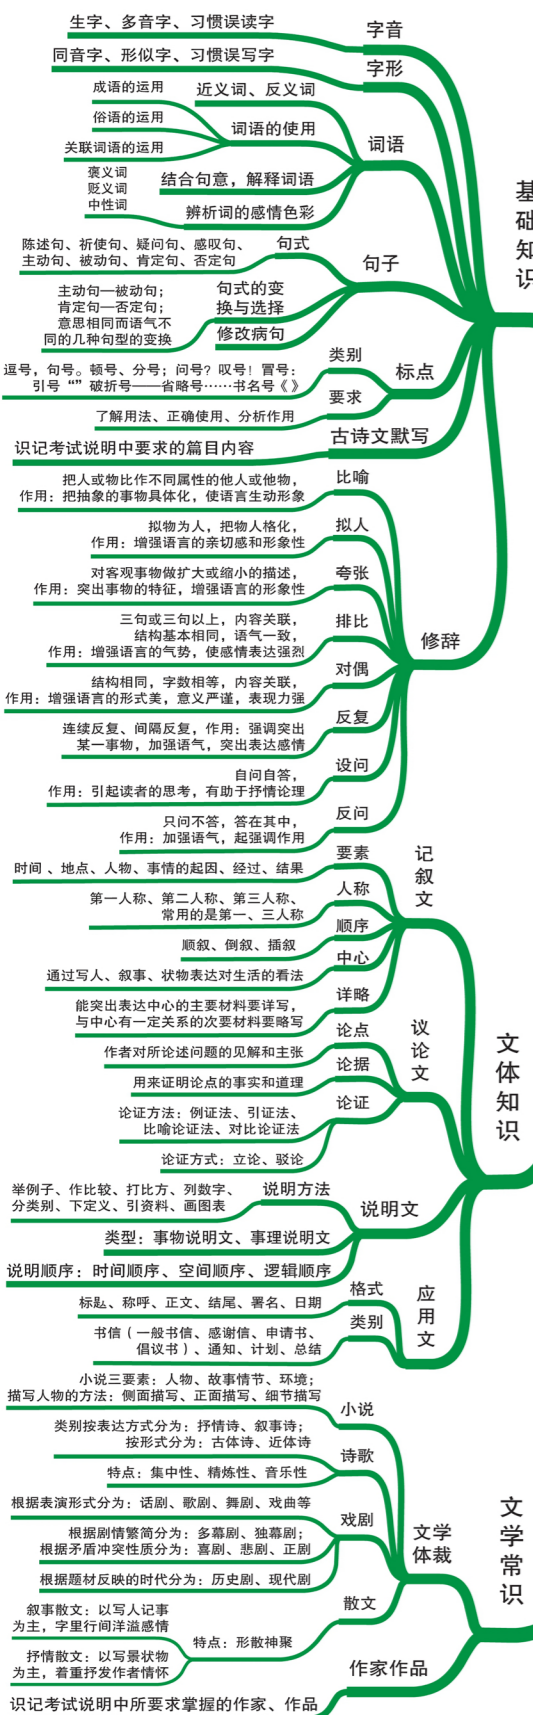 生字、多音字、习惯误读字
字音
同音字、形似字、习惯误写字
字形
成语的运用
近义词、反义词
俗语的运用
词语的使用
关联词语的运用
词语
褒义词
贬义词
中性词
结合句意，解释词语
辨析词的感情色彩
基础知识
陈述句、祈使句、疑问句、感叹句、
主动句、被动句、肯定句、否定句
句式
句子
主动句—被动句；
肯定句—否定句；
意思相同而语气不
同的几种句型的变换
句式的变
换与选择
修改病句
逗号，句号。顿号、分号；问号？叹号！冒号：
引号“”破折号——省略号……书名号《》
类别
标点
要求
了解用法、正确使用、分析作用
古诗文默写
识记考试说明中要求的篇目内容
把人或物比作不同属性的他人或他物，
作用：把抽象的事物具体化，使语言生动形象
比喻
拟物为人，把物人格化，
作用：增强语言的亲切感和形象性
拟人
对客观事物做扩大或缩小的描述，
作用：突出事物的特征，增强语言的形象性
夸张
三句或三句以上，内容关联，
结构基本相同，语气一致，
作用：增强语言的气势，使感情表达强烈
排比
修辞
结构相同，字数相等，内容关联，
作用：增强语言的形式美，意义严谨，表现力强
对偶
连续反复、间隔反复，作用：强调突出
某一事物，加强语气，突出表达感情
反复
自问自答，
作用：引起读者的思考，有助于抒情论理
设问
只问不答，答在其中，
作用：加强语气，起强调作用
反问
时间、地点、人物、事情的起因、经过、结果
要素
记叙文
第一人称、第二人称、第三人称、
常用的是第一、三人称
人称
顺叙、倒叙、插叙
顺序
通过写人、叙事、状物表达对生活的看法
中心
能突出表达中心的主要材料要详写，
与中心有一定关系的次要材料要略写
详略
作者对所论述问题的见解和主张
论点
议论文
用来证明论点的事实和道理
论据
论证方法：例证法、引证法、
比喻论证法、对比论证法
论证
论证方式：立论、驳论
文体知识
举例子、作比较、打比方、列数字、
分类别、下定义、引资料、画图表
说明方法
说明文
类型：事物说明文、事理说明文
说明顺序：时间顺序、空间顺序、逻辑顺序
标题、称呼、正文、结尾、署名、日期
格式
应用文
书信（一般书信、感谢信、申请书、
倡议书）、通知、计划、总结
类别
小说三要素：人物、故事情节、环境；
描写人物的方法：侧面描写、正面描写、细节描写
小说
类别按表达方式分为：抒情诗、叙事诗；
按形式分为：古体诗、近体诗
诗歌
特点：集中性、精炼性、音乐性
根据表演形式分为：话剧、歌剧、舞剧、戏曲等
根据剧情繁简分为：多幕剧、独幕剧；
根据矛盾冲突性质分为：喜剧、悲剧、正剧
戏剧
文学
体裁
文学常识
根据题材反映的时代分为：历史剧、现代剧
叙事散文：以写人记事
为主，字里行间洋溢感情
散文
特点：形散神聚
抒情散文：以写景状物
为主，着重抒发作者情怀
作家作品
识记考试说明中所要求掌握的作家、作品